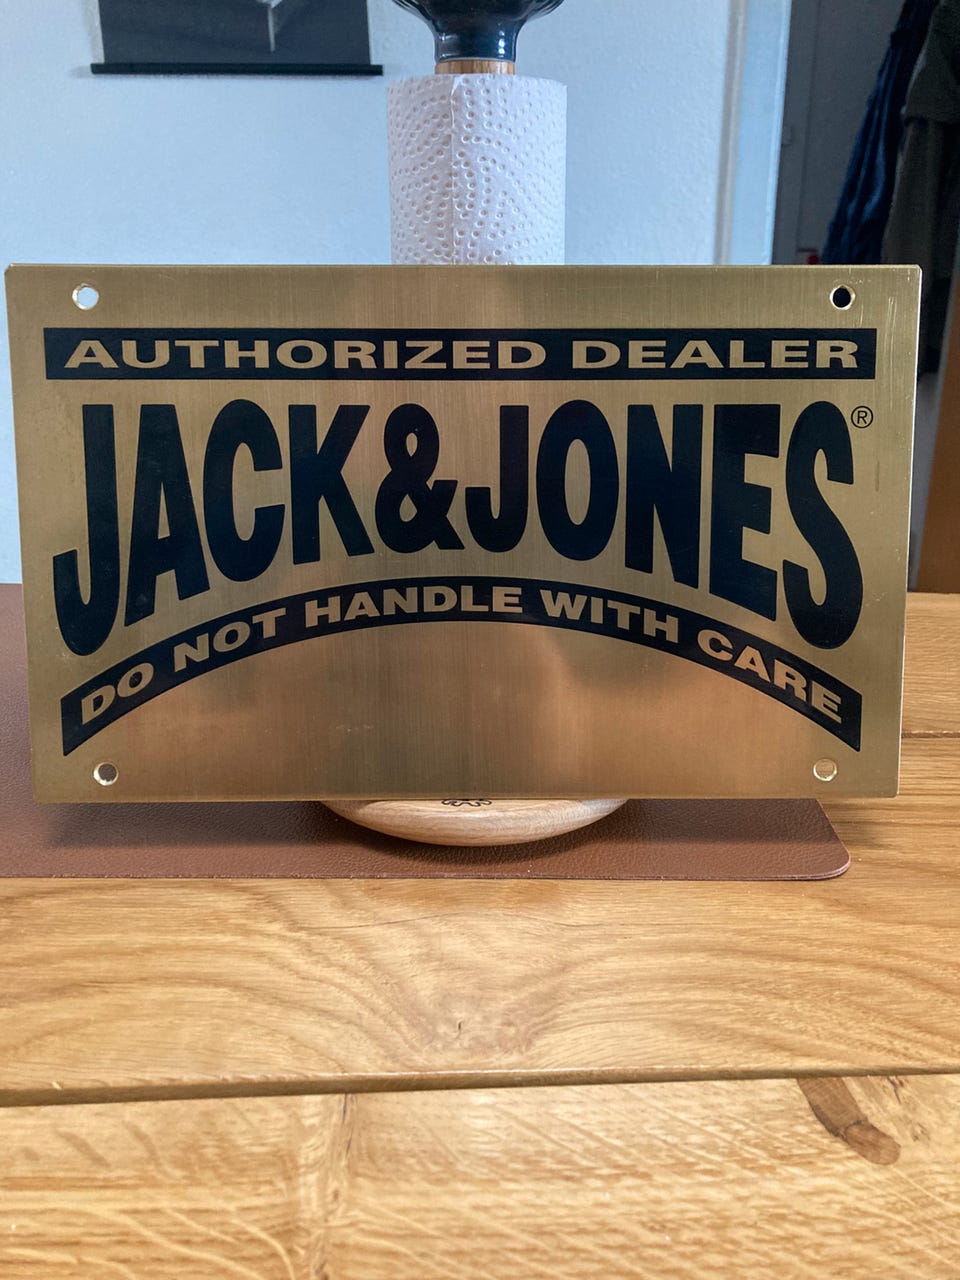 AUTHORIZED DEALER
JACK&JONES®
DO NOT HANDLE WITH CARE